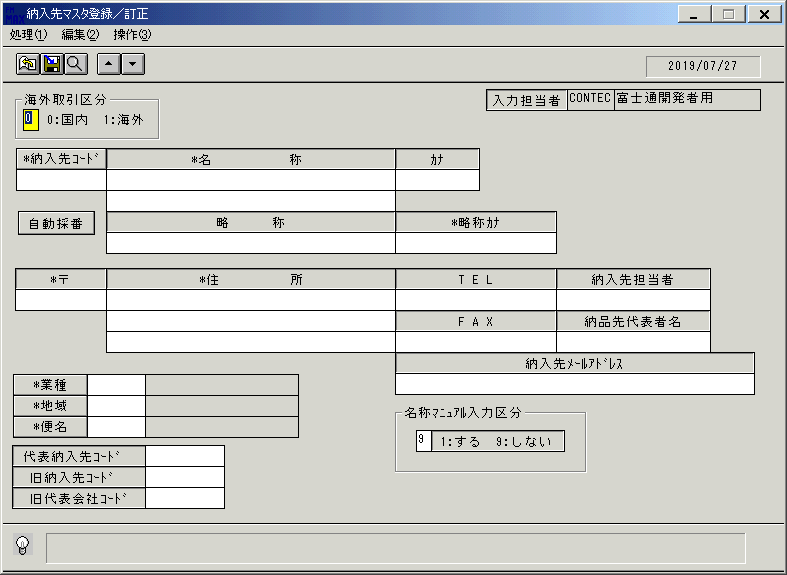 納入先マスタ登録／訂正
処理(1) 編集(2) 操作(3)
2019/07/27
海外取引区分
0 0:国内 1:海外
入力担当者 CONTEC 富士通開発者用
*納入先ｺｰﾄﾞ *名 称 ｶﾅ
自動採番 略 称 *略称ｶﾅ
*〒 *住 所 ＴＥＬ 納入先担当者
ＦＡＸ 納品先代表者名
納入先ﾒｰﾙｱﾄﾞﾚｽ
*業種
*地域
*便名
名称ﾏﾆｭｱﾙ入力区分
9 1:する 9:しない
代表納入先ｺｰﾄﾞ
旧納入先ｺｰﾄﾞ
旧代表会社ｺｰﾄﾞ